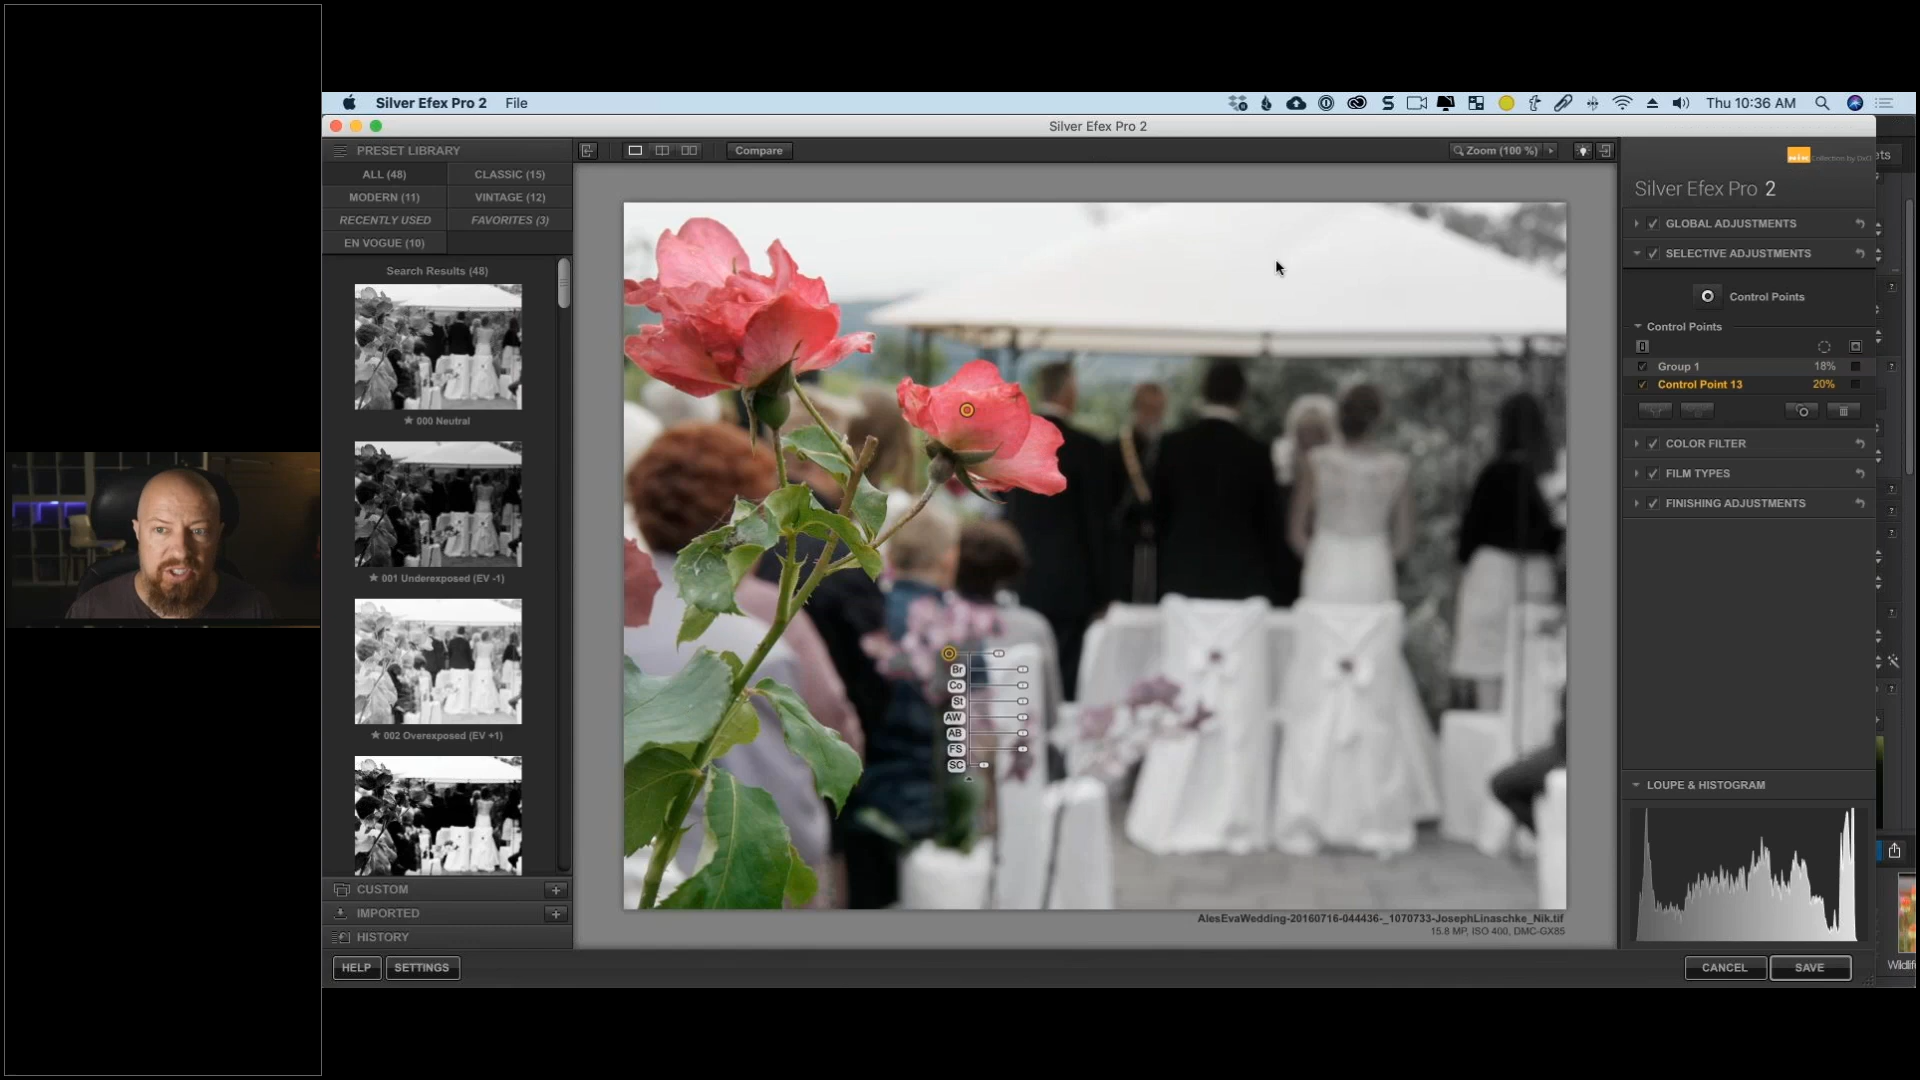 Silver Efex Pro 2 File
Thu 10:36 AM
Silver Efex Pro 2
PRESET LIBRARY
Compare
Zoom (100 %)
Collection by DxO
ets
ALL (48)
CLASSIC (15)
MODERN (11)
VINTAGE (12)
RECENTLY USED
FAVORITES (3)
EN VOGUE (10)
Search Results (48)
000 Neutral
001 Underexposed (EV -1)
002 Overexposed (EV +1)
CUSTOM
IMPORTED
HISTORY
HELP
SETTINGS
Br
Co
St
AW
AB
FS
SC
AlesEvaWedding-20160716-044436-_1070733-JosephLinaschke_Nik.tif
15.8 MP, ISO 400, DMC-GX85
Silver Efex Pro 2
GLOBAL ADJUSTMENTS
SELECTIVE ADJUSTMENTS
Control Points
Control Points
Group 1 18%
Control Point 13 20%
COLOR FILTER
FILM TYPES
FINISHING ADJUSTMENTS
LOUPE & HISTOGRAM
CANCEL
SAVE
Wildlif